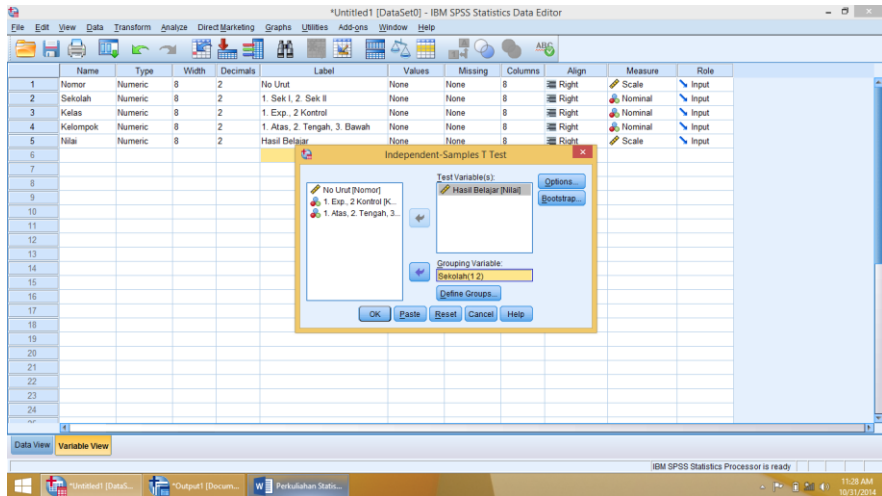 *Untitled1 [DataSet0] - IBM SPSS Statistics Data Editor
File Edit View Data Transform Analyze Direct Marketing Graphs Utilities Add-ons Window Help
Name Type Width Decimals Label Values Missing Columns Align Measure Role
1 Nomor Numeric 8 2 No Urut None None 8 Right Scale Input
2 Sekolah Numeric 8 2 1. Sek I, 2. Sek II None None 8 Right Nominal Input
3 Kelas Numeric 8 2 1. Exp., 2 Kontrol None None 8 Right Nominal Input
4 Kelompok Numeric 8 2 1. Atas, 2. Tengah, 3. Bawah None None 8 Right Nominal Input
5 Nilai Numeric 8 2 Hasil Belajar None None 8 Right Scale Input
6
7
8
9
10
11
12
13
14
15
16
17
18
19
20
21
22
23
24
Independent-Samples T Test
No Urut [Nomor]
1. Exp., 2 Kontrol [K...
1. Atas, 2. Tengah, 3...
Test Variable(s):
Hasil Belajar [Nilai]
Options...
Bootstrap...
Grouping Variable:
Sekolah(1 2)
Define Groups...
OK Paste Reset Cancel Help
Data View Variable View
IBM SPSS Statistics Processor is ready
*Untitled1 [DataS... *Output1 [Docum... Perkuliahan Statis...
11:28 AM
10/31/2014